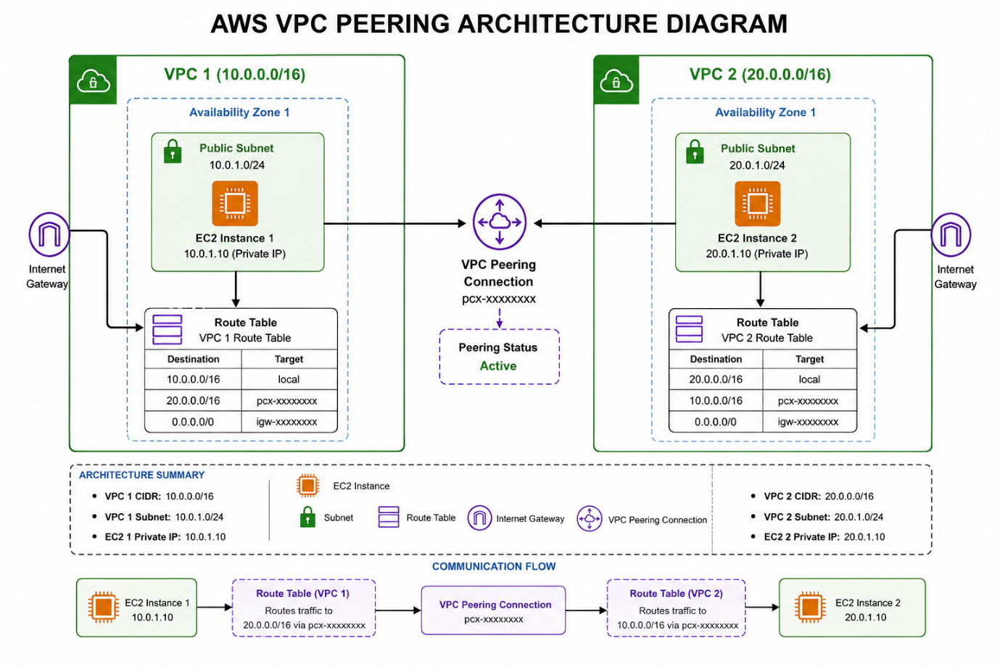 AWS VPC PEERING ARCHITECTURE DIAGRAM
VPC 1 (10.0.0.0/16)
Availability Zone 1
Public Subnet
10.0.1.0/24
EC2 Instance 1
10.0.1.10 (Private IP)
Internet
Gateway
Route Table
VPC 1 Route Table
Destination Target
10.0.0.0/16 local
20.0.0.0/16 pcx-xxxxxxxx
0.0.0.0/0 igw-xxxxxxxx
VPC Peering
Connection
pcx-xxxxxxxx
Peering Status
Active
VPC 2 (20.0.0.0/16)
Availability Zone 1
Public Subnet
20.0.1.0/24
EC2 Instance 2
20.0.1.10 (Private IP)
Internet
Gateway
Route Table
VPC 2 Route Table
Destination Target
20.0.0.0/16 local
10.0.0.0/16 pcx-xxxxxxxx
0.0.0.0/0 igw-xxxxxxxx
ARCHITECTURE SUMMARY
• VPC 1 CIDR: 10.0.0.0/16
• VPC 1 Subnet: 10.0.1.0/24
• EC2 1 Private IP: 10.0.1.10
EC2 Instance
Subnet
Route Table
Internet Gateway
VPC Peering Connection
• VPC 2 CIDR: 20.0.0.0/16
• VPC 2 Subnet: 20.0.1.0/24
• EC2 2 Private IP: 20.0.1.10
COMMUNICATION FLOW
EC2 Instance 1
10.0.1.10
Route Table (VPC 1)
Routes traffic to
20.0.0.0/16 via pcx-xxxxxxxx
VPC Peering Connection
pcx-xxxxxxxx
Route Table (VPC 2)
Routes traffic to
10.0.0.0/16 via pcx-xxxxxxxx
EC2 Instance 2
20.0.1.10